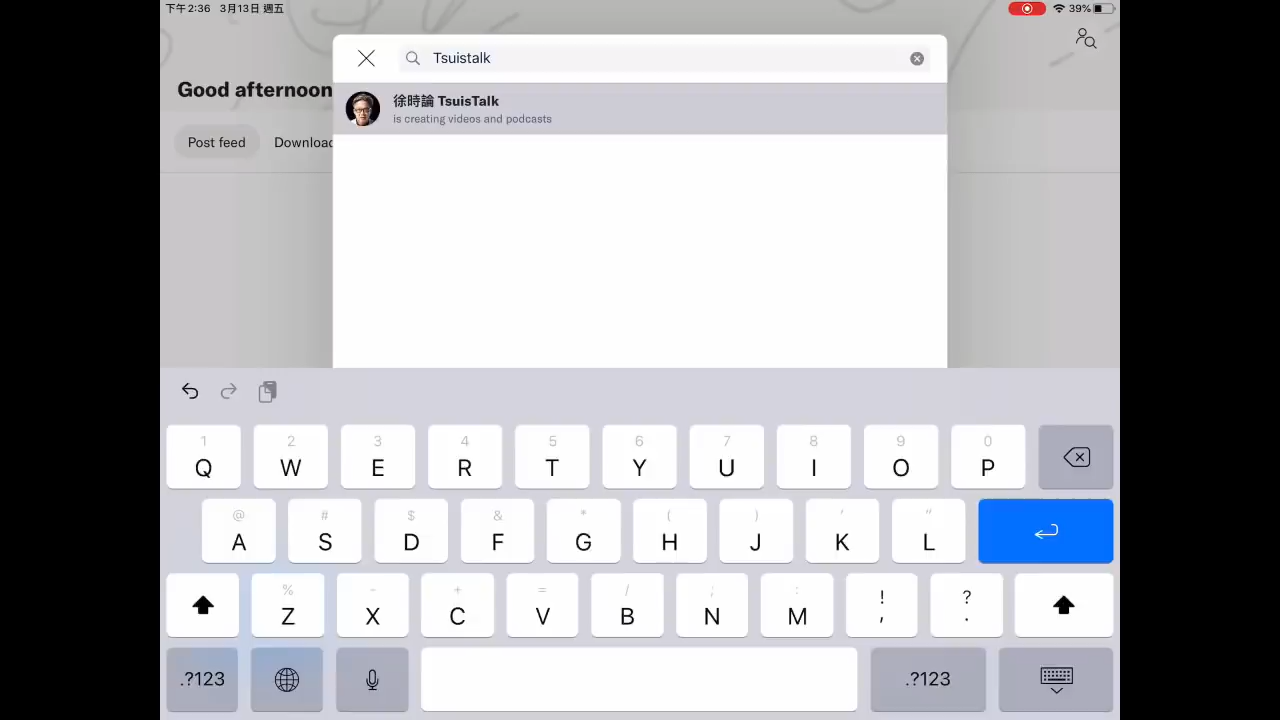 下午2:36 3月13日 週五
39%
Tsuistalk
Good afternoon
徐時論 TsuisTalk
is creating videos and podcasts
Post feed Downloa
1 2 3 4 5 6 7 8 9 0
Q W E R T Y U I O P
@ # $ & * ( ) ' "
A S D F G H J K L
% - + = / ; : ! ?
Z X C V B N M , .
.?123 .?123